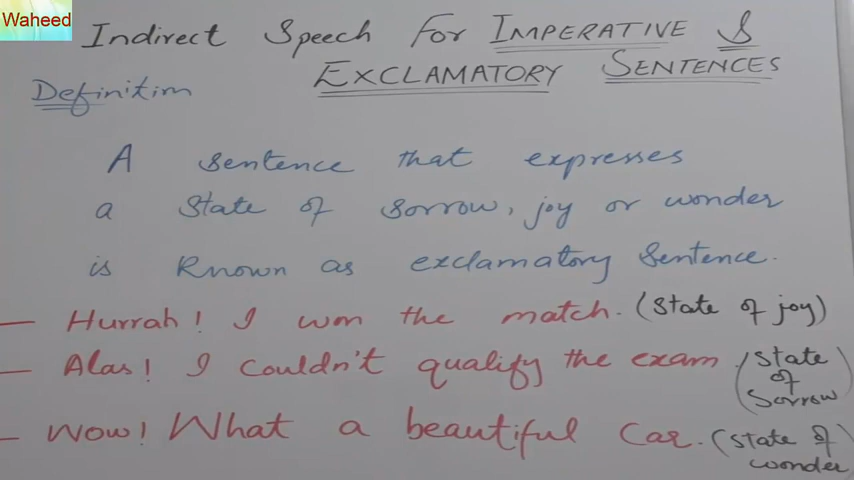 Waheed
Indirect Speech For IMPERATIVE &
EXCLAMATORY SENTENCES
Definition
A sentence that expresses
a state of sorrow, joy or wonder
is known as exclamatory sentence.
— Hurrah! I won the match. (State of joy)
— Alas! I couldn't qualify the exam. (State of Sorrow)
— Wow! What a beautiful Car. (State of wonder)